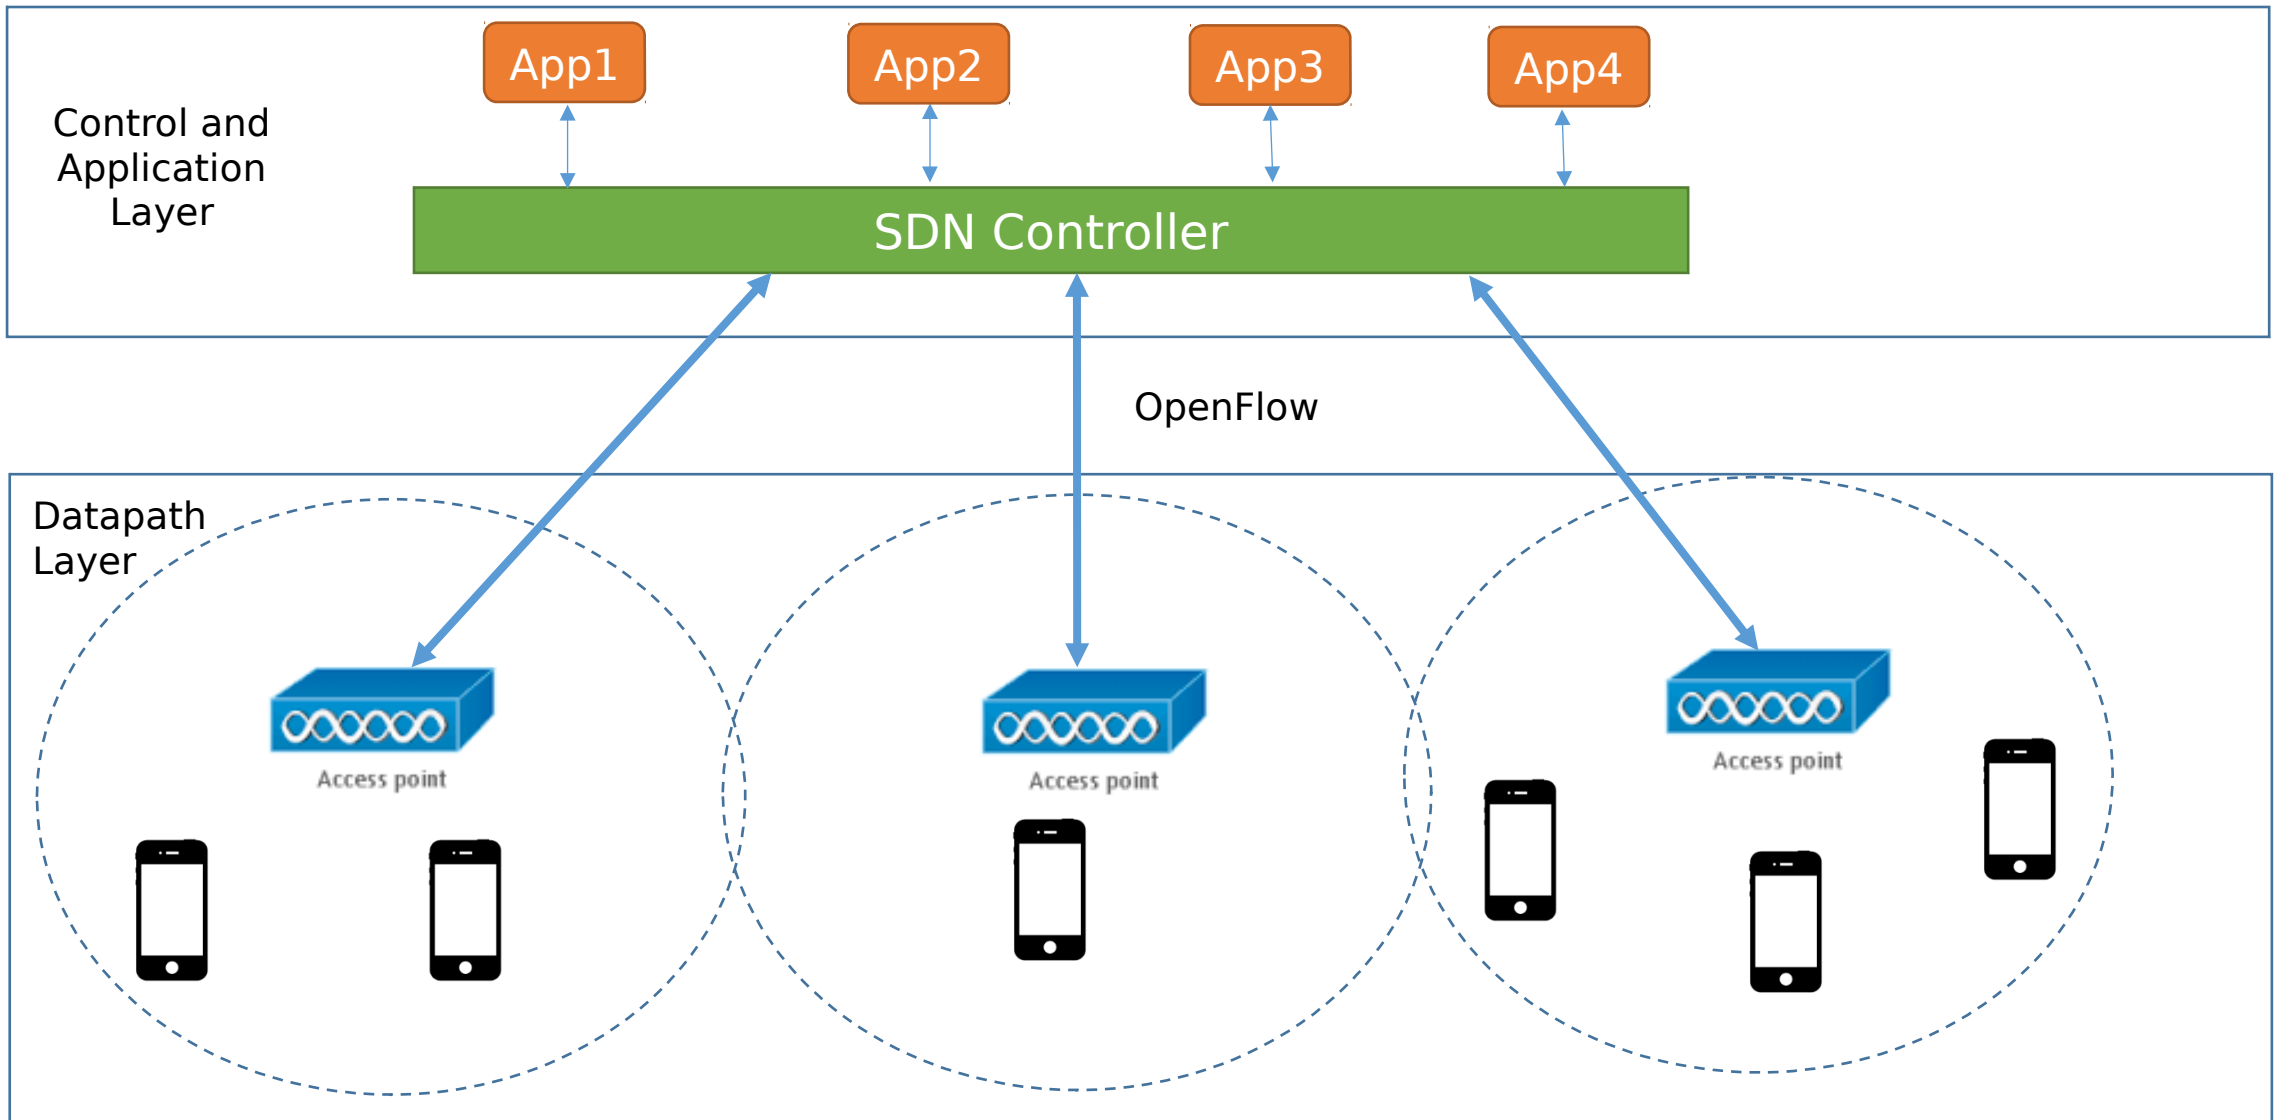 App1
App2
App3
App4
Control and
Application
Layer
SDN Controller
OpenFlow
Datapath
Layer
Access point
Access point
Access point